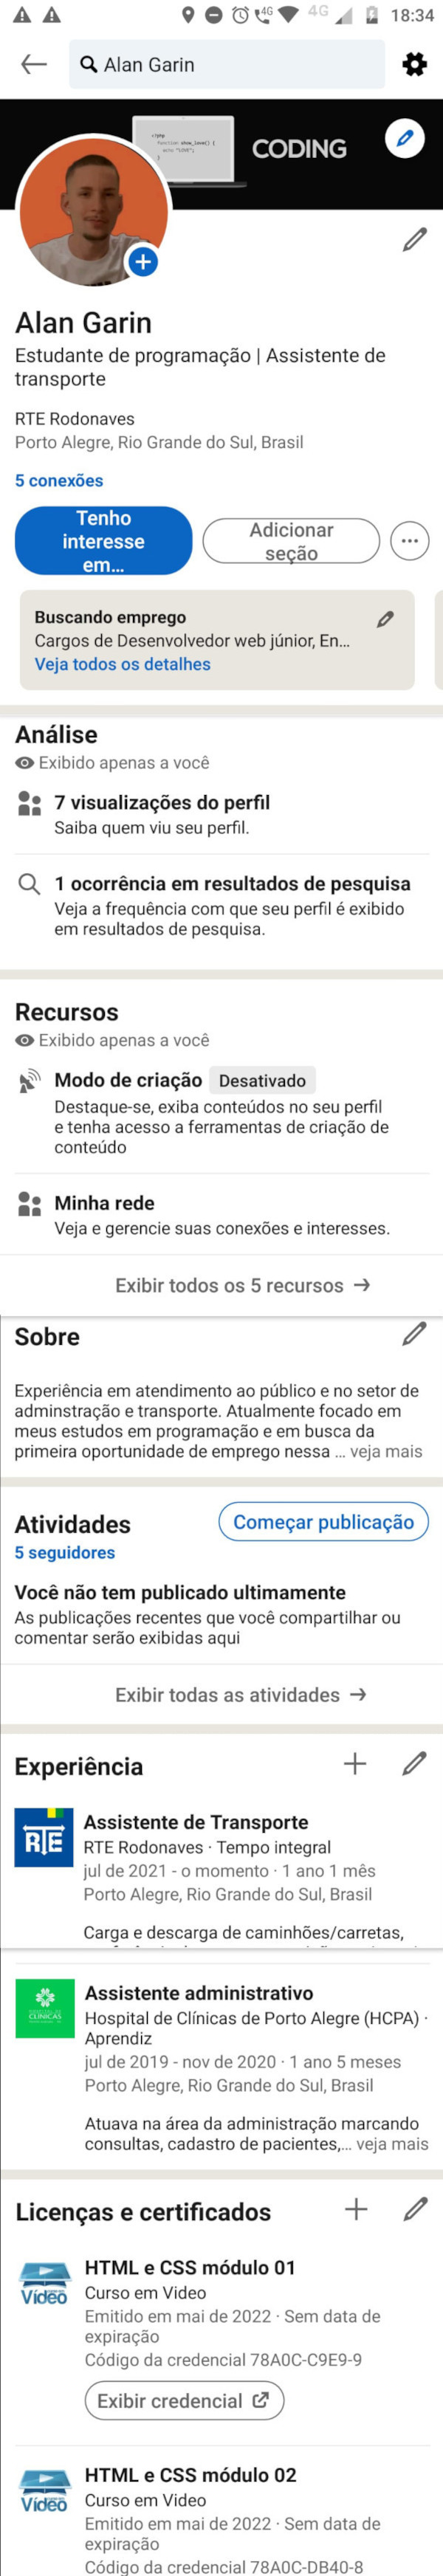 4G 4G 18:34
Alan Garin
<?php
function show_love() {
echo "LOVE";
}
CODING
Alan Garin
Estudante de programação | Assistente de
transporte
RTE Rodonaves
Porto Alegre, Rio Grande do Sul, Brasil
5 conexões
Tenho
interesse
em...
Adicionar
seção
Buscando emprego
Cargos de Desenvolvedor web júnior, En...
Veja todos os detalhes
Análise
Exibido apenas a você
7 visualizações do perfil
Saiba quem viu seu perfil.
1 ocorrência em resultados de pesquisa
Veja a frequência com que seu perfil é exibido
em resultados de pesquisa.
Recursos
Exibido apenas a você
Modo de criação Desativado
Destaque-se, exiba conteúdos no seu perfil
e tenha acesso a ferramentas de criação de
conteúdo
Minha rede
Veja e gerencie suas conexões e interesses.
Exibir todos os 5 recursos →
Sobre
Experiência em atendimento ao público e no setor de
adminstração e transporte. Atualmente focado em
meus estudos em programação e em busca da
primeira oportunidade de emprego nessa ... veja mais
Atividades
Começar publicação
5 seguidores
Você não tem publicado ultimamente
As publicações recentes que você compartilhar ou
comentar serão exibidas aqui
Exibir todas as atividades →
Experiência
RTE
Assistente de Transporte
RTE Rodonaves · Tempo integral
jul de 2021 - o momento · 1 ano 1 mês
Porto Alegre, Rio Grande do Sul, Brasil
Carga e descarga de caminhões/carretas,
CLINICAS
Assistente administrativo
Hospital de Clínicas de Porto Alegre (HCPA) ·
Aprendiz
jul de 2019 - nov de 2020 · 1 ano 5 meses
Porto Alegre, Rio Grande do Sul, Brasil
Atuava na área da administração marcando
consultas, cadastro de pacientes,... veja mais
Licenças e certificados
Vídeo
HTML e CSS módulo 01
Curso em Video
Emitido em mai de 2022 · Sem data de
expiração
Código da credencial 78A0C-C9E9-9
Exibir credencial
Vídeo
HTML e CSS módulo 02
Curso em Video
Emitido em mai de 2022 · Sem data de
expiração
Código da credencial 78A0C-DB40-8